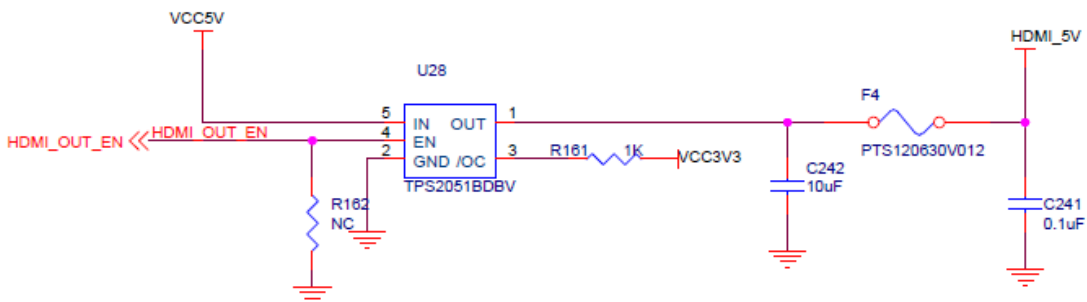 VCC5V
HDMI_5V
U28
F4
5 IN OUT 1
HDMI_OUT_EN HDMI_OUT_EN 4 EN
2 GND /OC 3 R161 1K VCC3V3
PTS120630V012
TPS2051BDBV
C242
10uF
R162
NC
C241
0.1uF